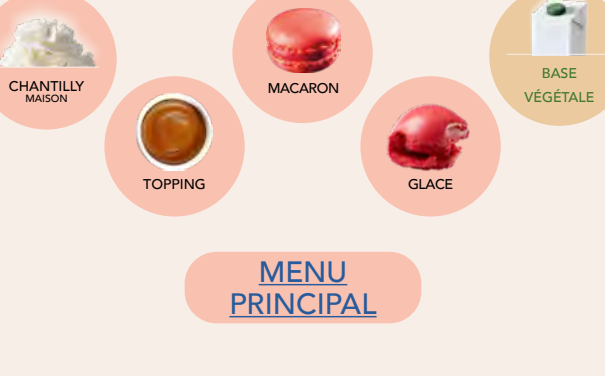 CHANTILLY
MAISON
MACARON
BASE
VÉGÉTALE
TOPPING
GLACE
MENU
PRINCIPAL